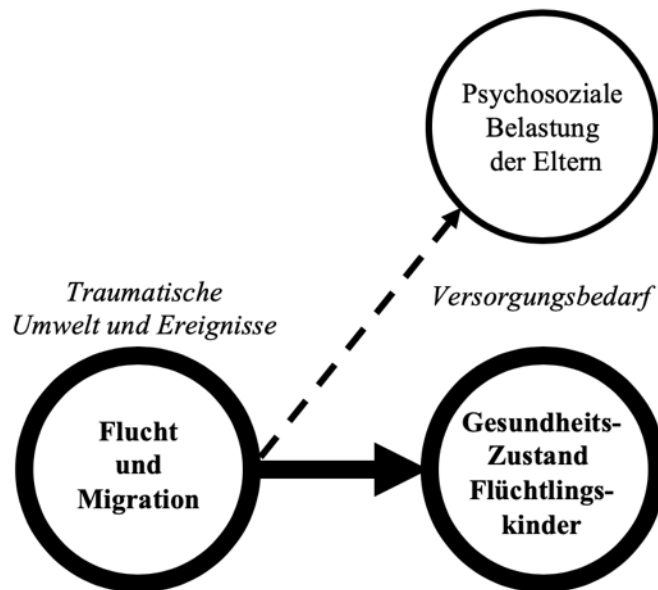 Psychosoziale
Belastung
der Eltern
Traumatische
Umwelt und Ereignisse
Versorgungsbedarf
Flucht
und
Migration
Gesundheits-
Zustand
Flüchtlings-
kinder